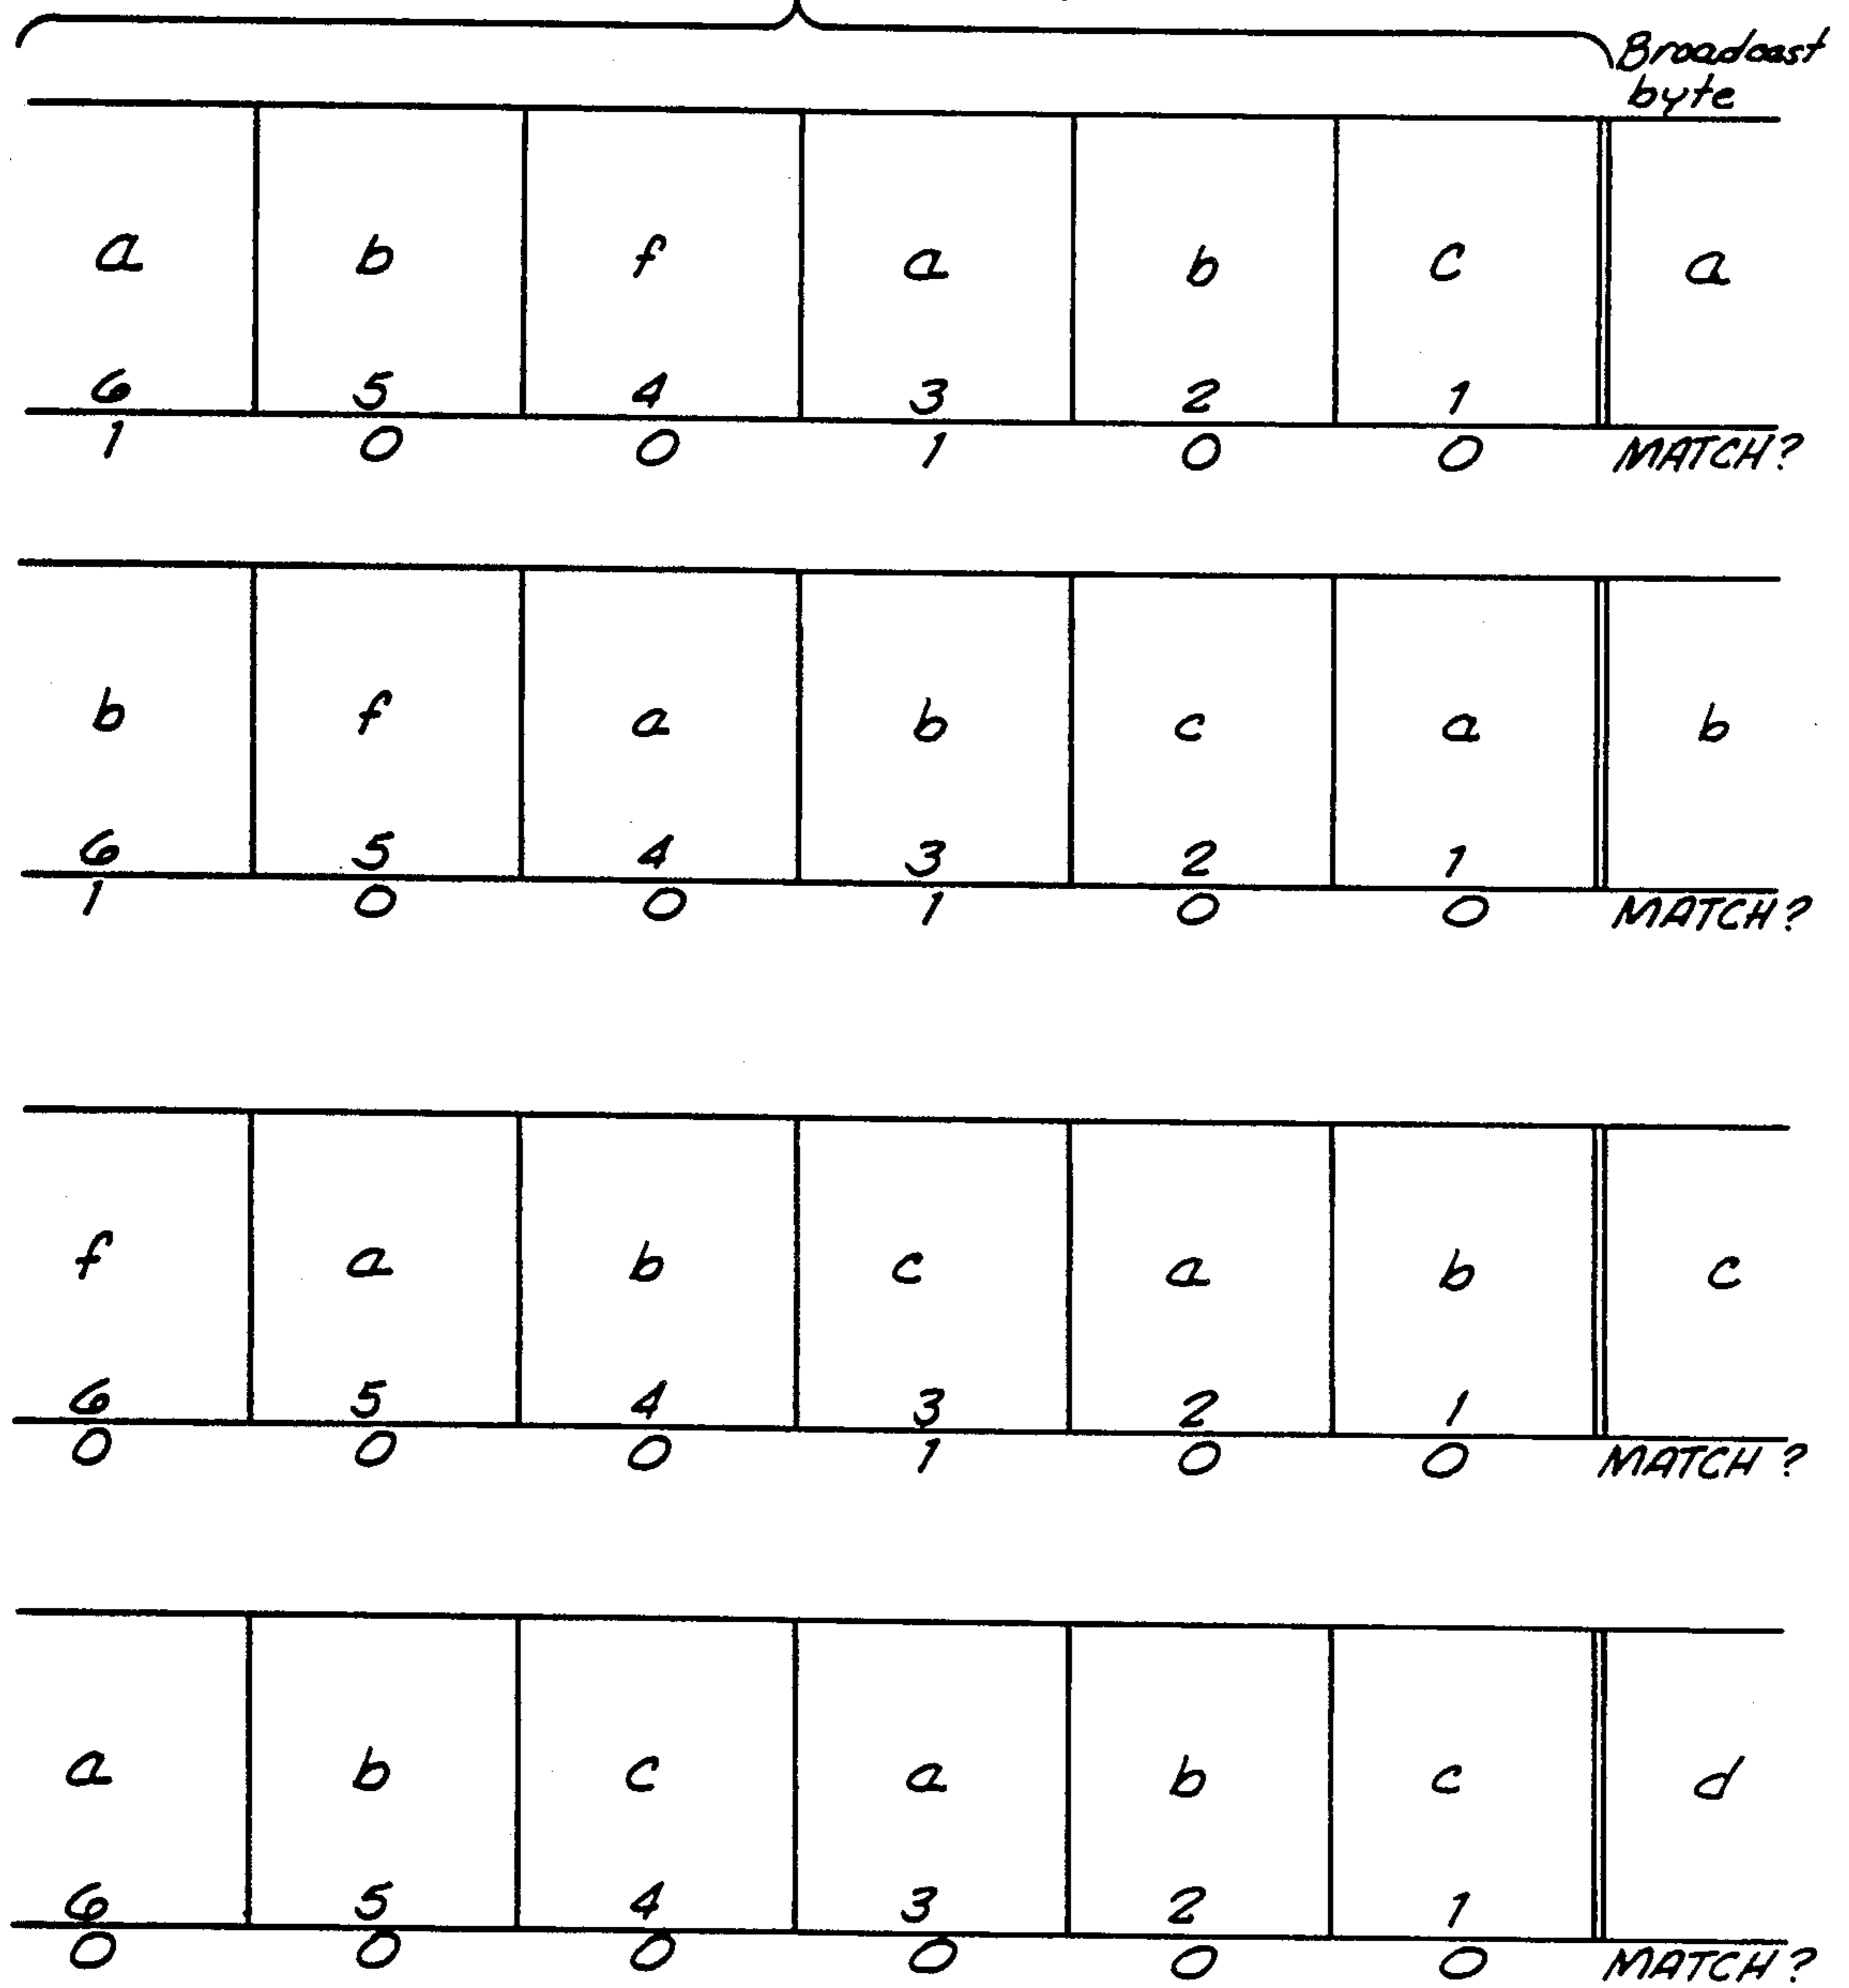 Broadcast
byte
a b f a b c a
6 5 4 3 2 1
1 0 0 1 0 0 MATCH?
b f a b c a b
6 5 4 3 2 1
1 0 0 1 0 0 MATCH?
f a b c a b c
6 5 4 3 2 1
0 0 0 1 0 0 MATCH?
a b c a b c d
6 5 4 3 2 1
0 0 0 0 0 0 MATCH?